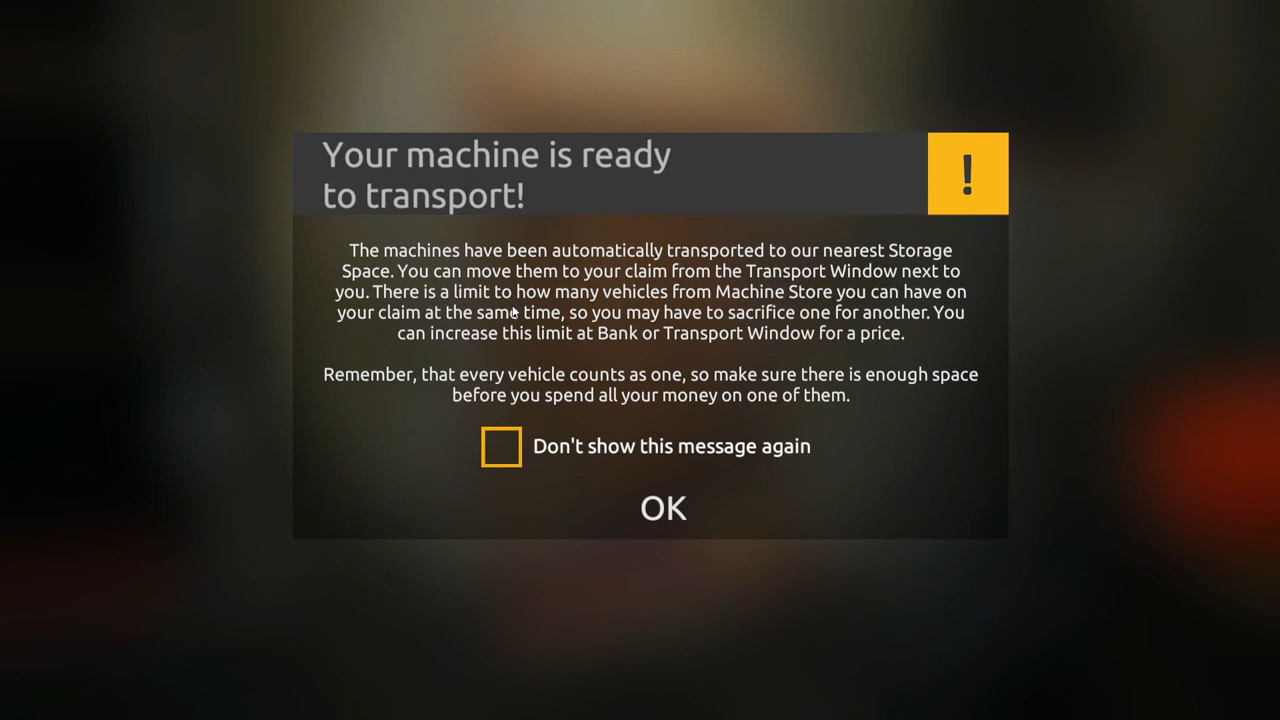 Your machine is ready
to transport!
!
The machines have been automatically transported to our nearest Storage
Space. You can move them to your claim from the Transport Window next to
you. There is a limit to how many vehicles from Machine Store you can have on
your claim at the same time, so you may have to sacrifice one for another. You
can increase this limit at Bank or Transport Window for a price.
Remember, that every vehicle counts as one, so make sure there is enough space
before you spend all your money on one of them.
Don't show this message again
OK